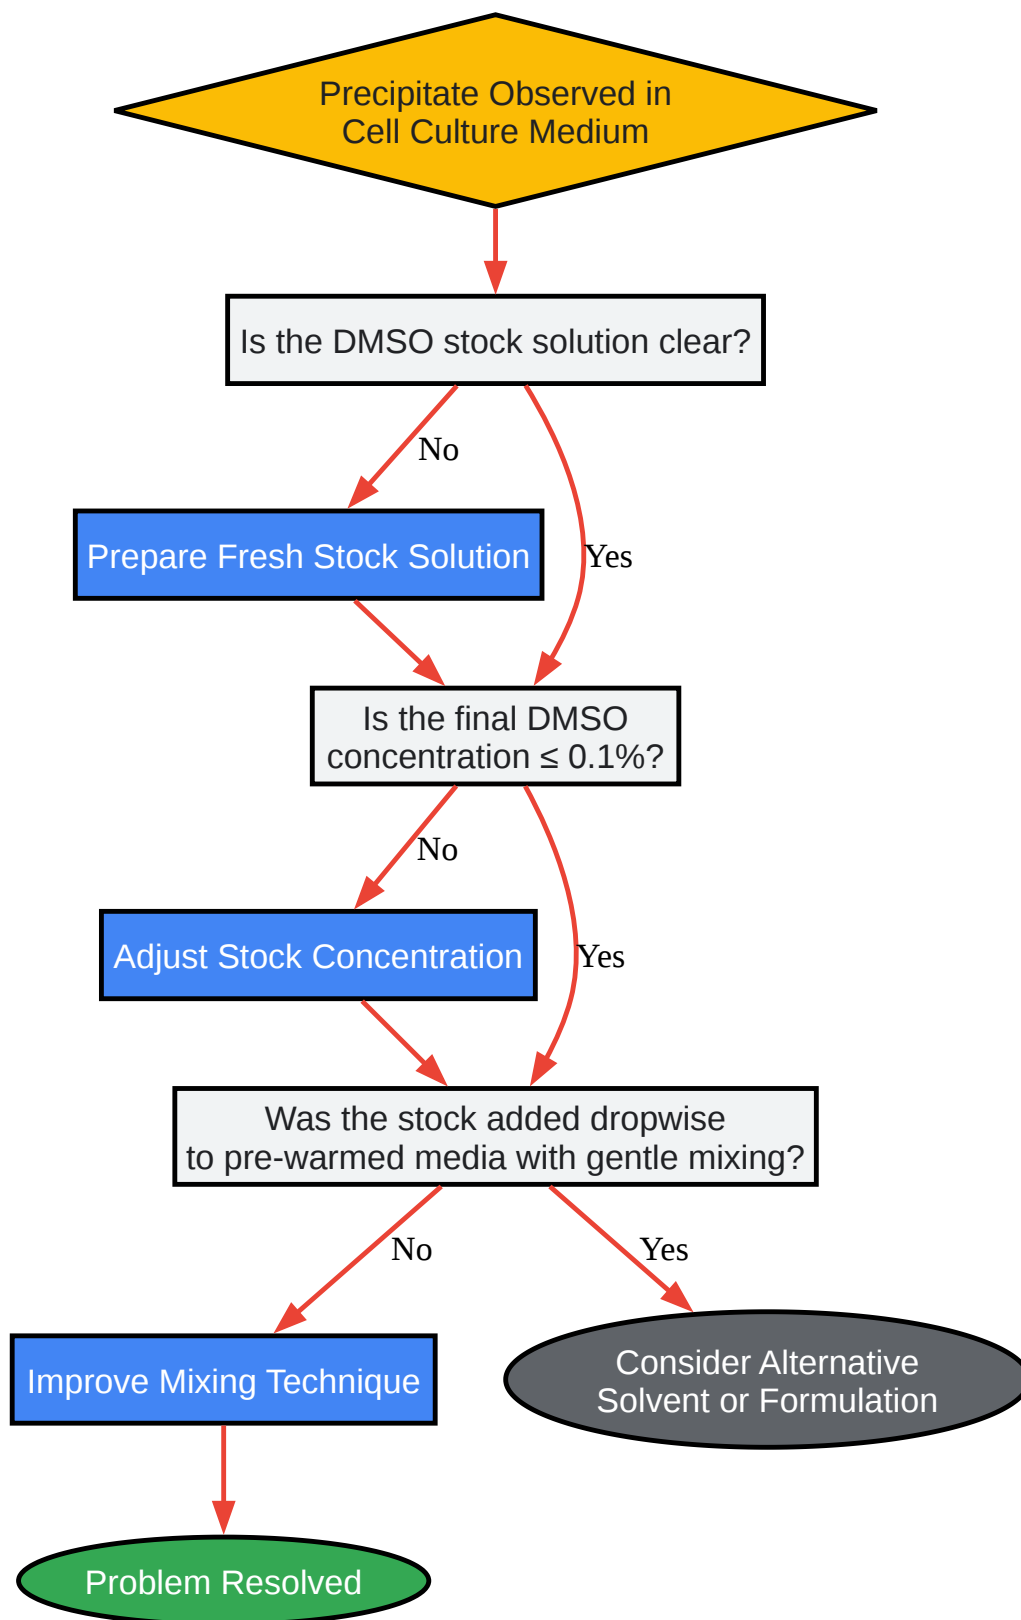 Precipitate Observed in
Cell Culture Medium
Is the DMSO stock solution clear?
No
Prepare Fresh Stock Solution
Yes
Is the final DMSO
concentration ≤ 0.1%?
No
Adjust Stock Concentration
Yes
Was the stock added dropwise
to pre-warmed media with gentle mixing?
No
Yes
Improve Mixing Technique
Consider Alternative
Solvent or Formulation
Problem Resolved